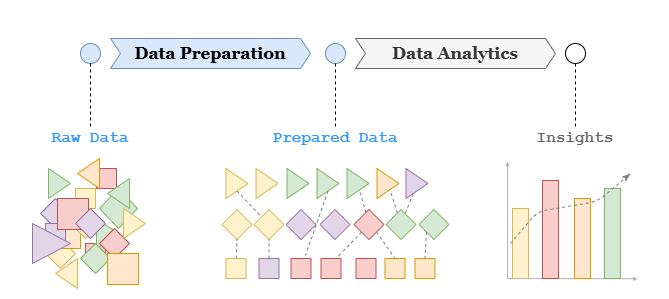 Data Preparation
Data Analytics
Raw Data
Prepared Data
Insights